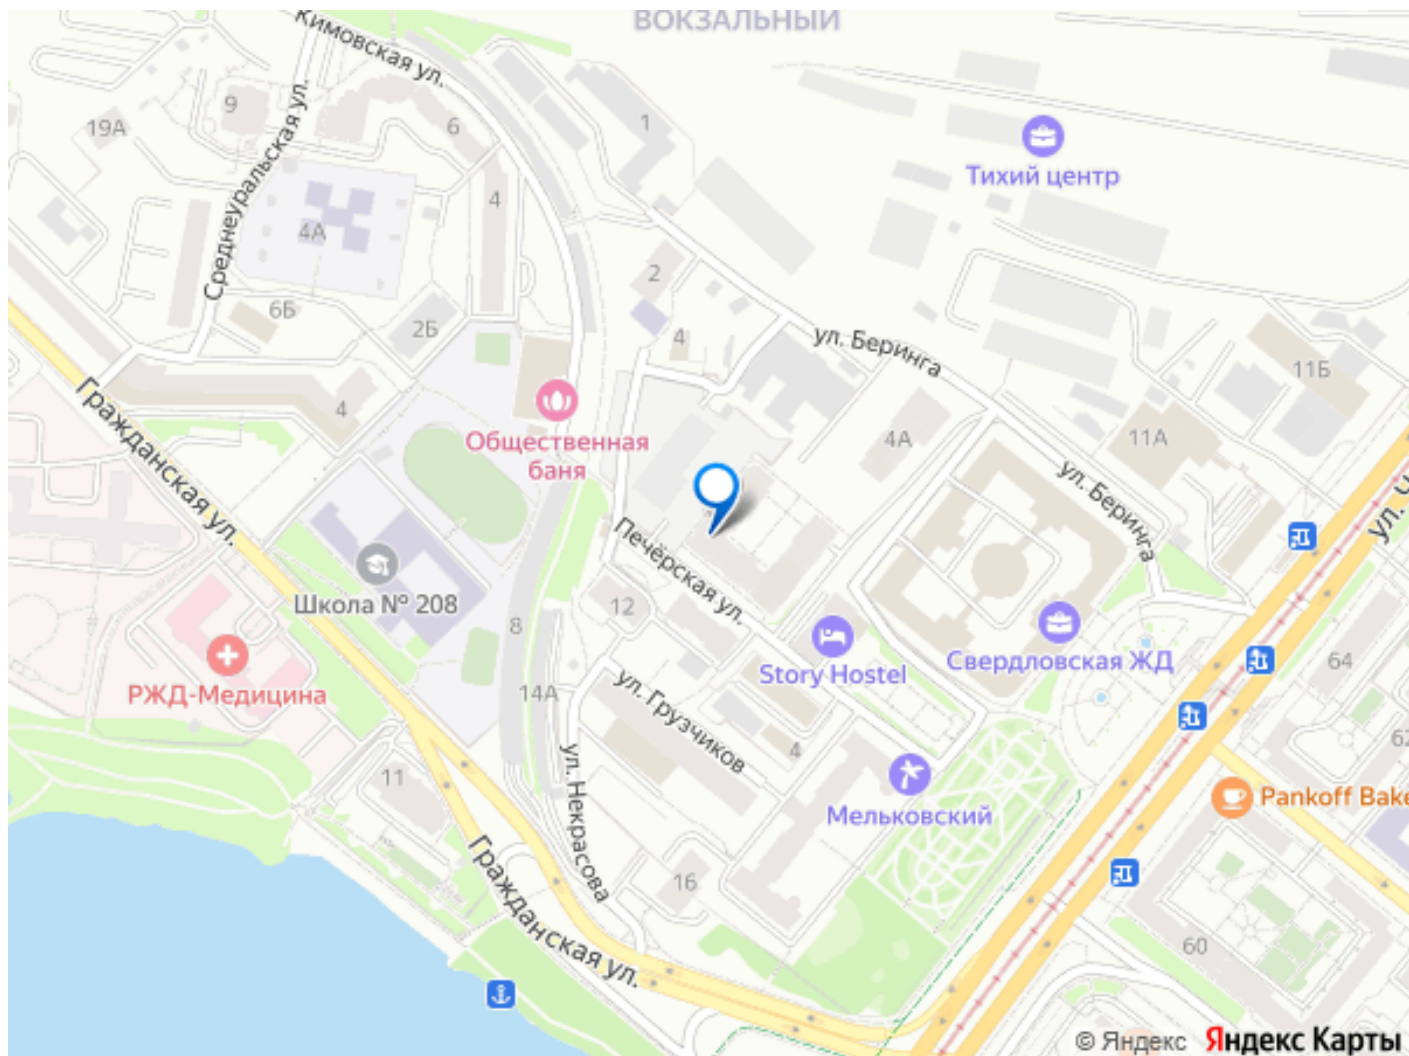 ВОКЗАЛЬНЫЙ
Кимовская ул.
Среднеуральская ул.
9
19А
6
1
Тихий центр
4
4А
2
6Б
2Б
4
ул. Беринга
11Б
4
Гражданская ул.
Общественная
баня
4А
11А
ул. Беринга
Печёрская ул.
Школа № 208
12
8
РЖД-Медицина
14А
ул. Грузчиков
Story Hostel
Свердловская ЖД
64
62
4
11
ул. Некрасова
Мельковский
Pankoff Bake
16
Гражданская ул.
60
© Яндекс Яндекс Карты